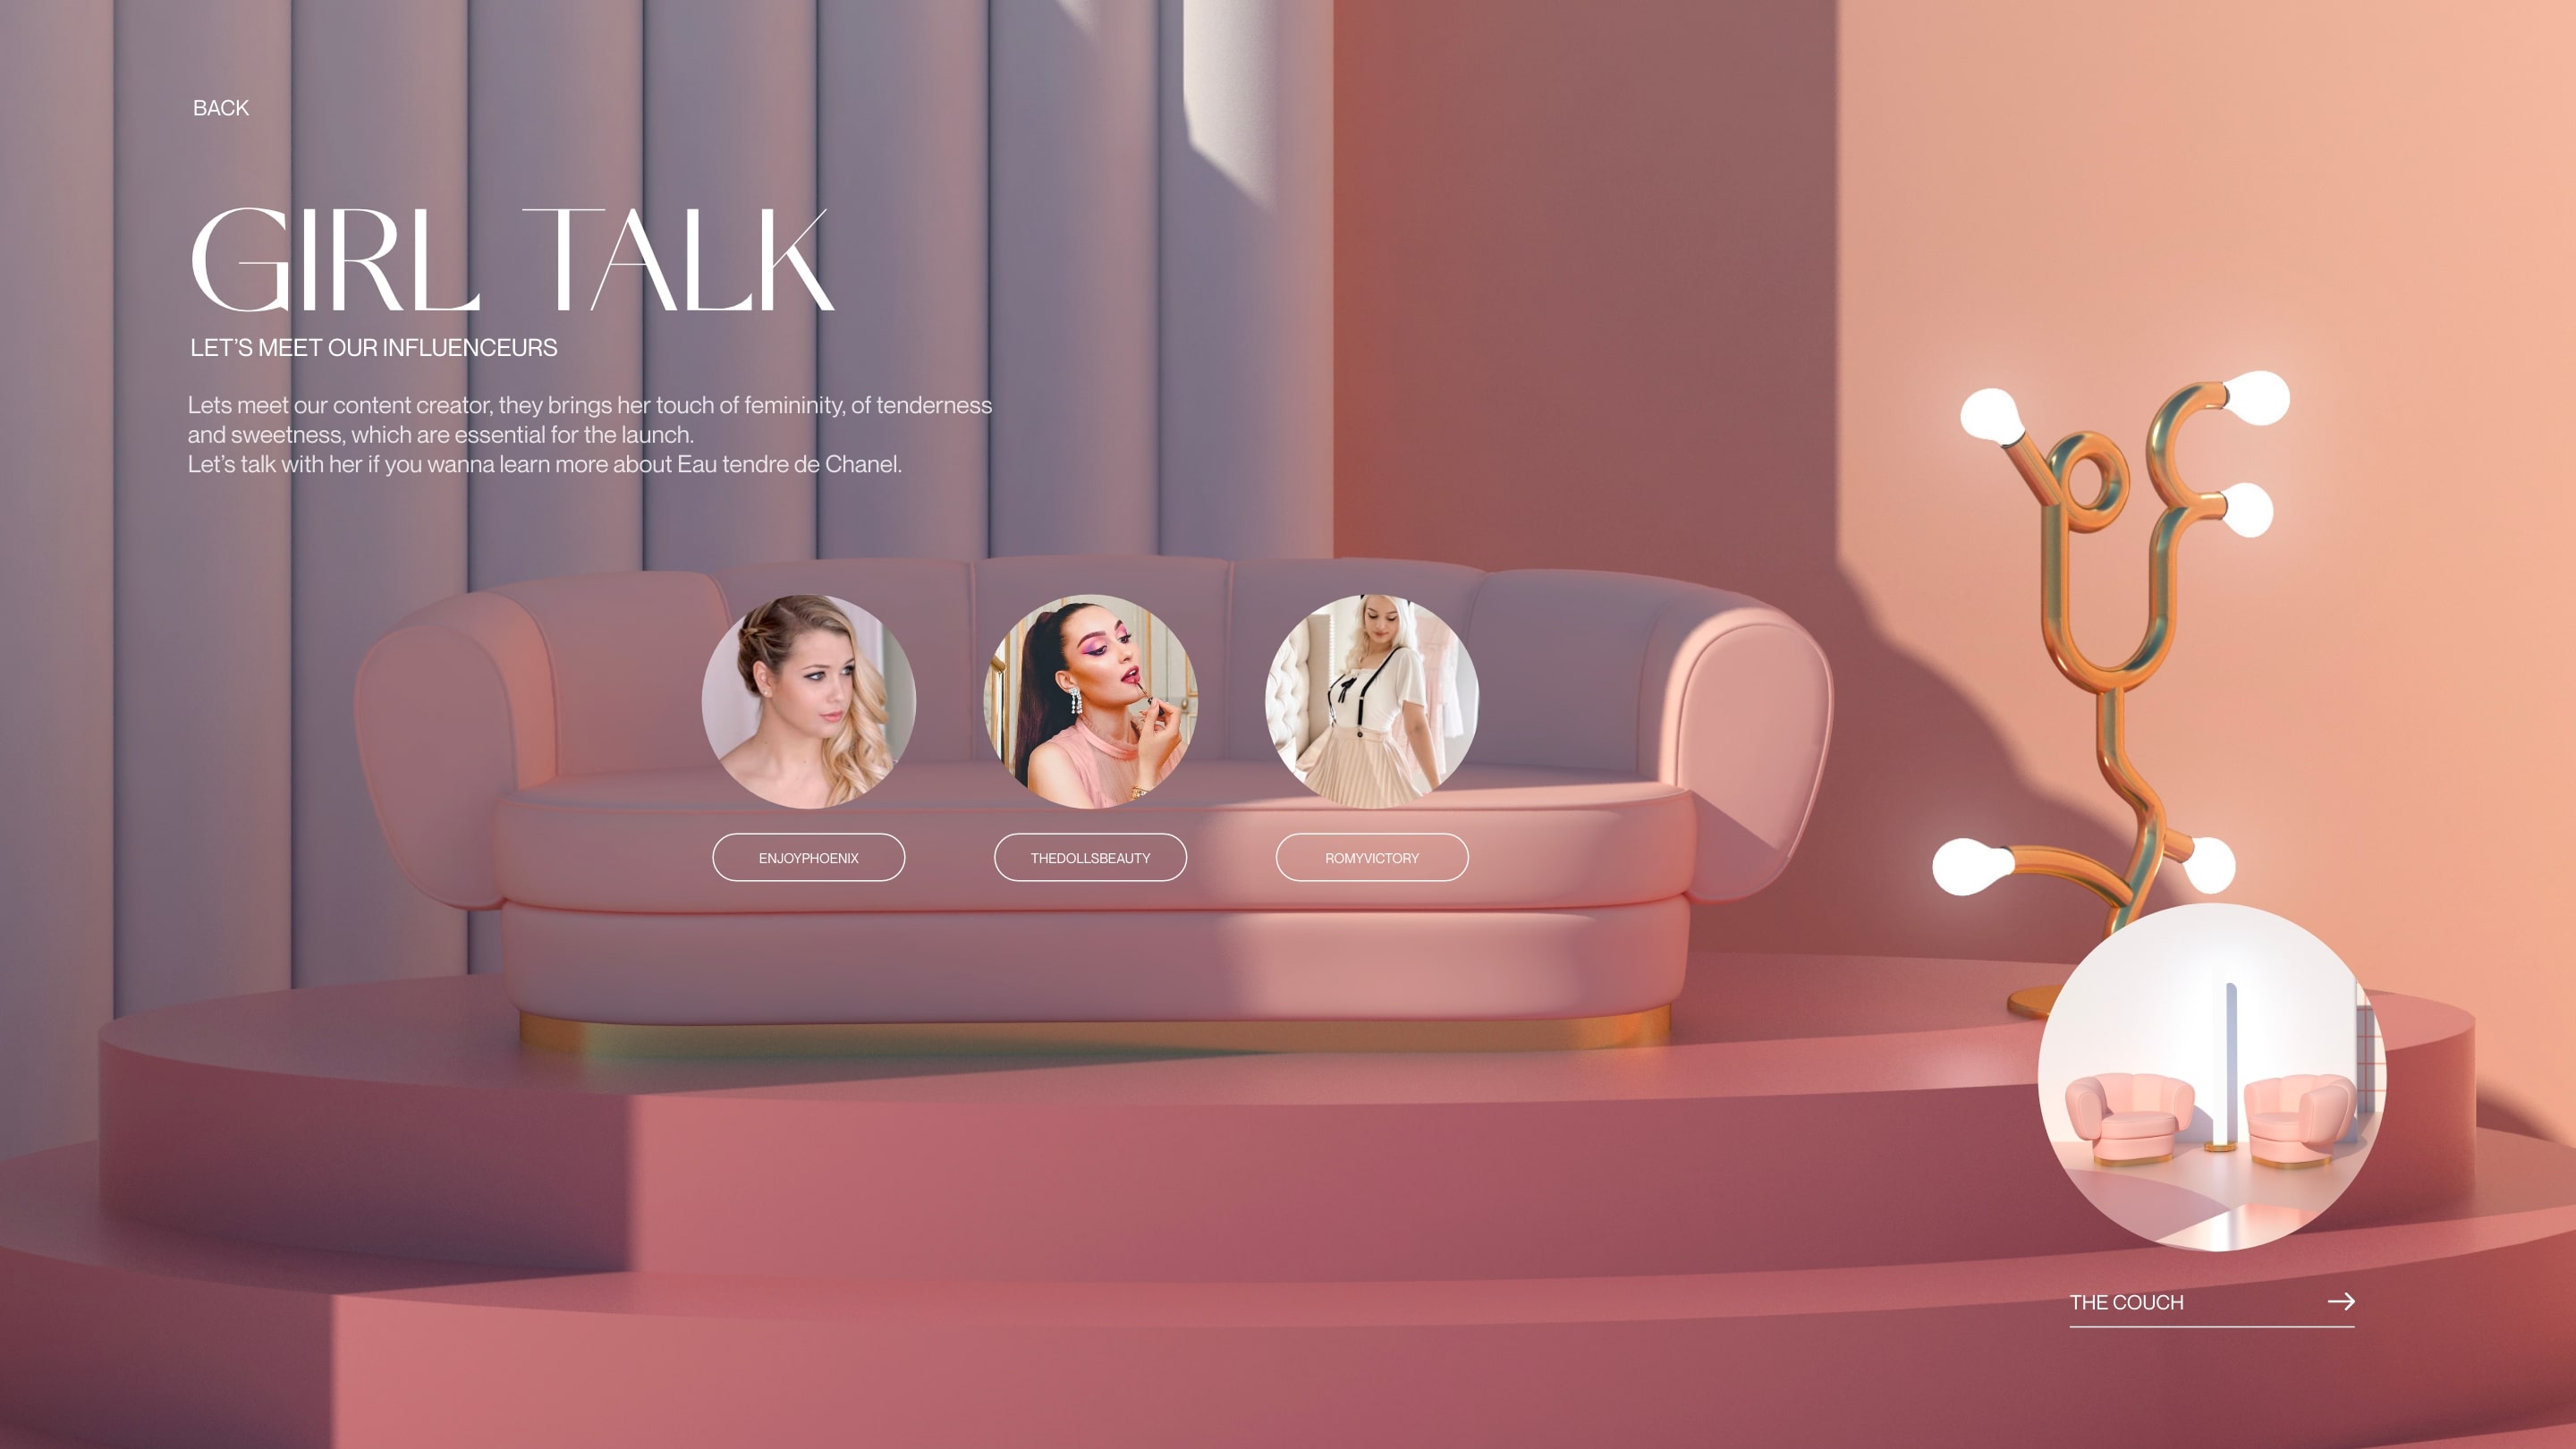 BACK
GIRL TALK
LET’S MEET OUR INFLUENCEURS
Lets meet our content creator, they brings her touch of femininity, of tenderness
and sweetness, which are essential for the launch.
Let’s talk with her if you wanna learn more about Eau tendre de Chanel.
ENJOYPHOENIX
THEDOLLSBEAUTY
ROMYVICTORY
THE COUCH